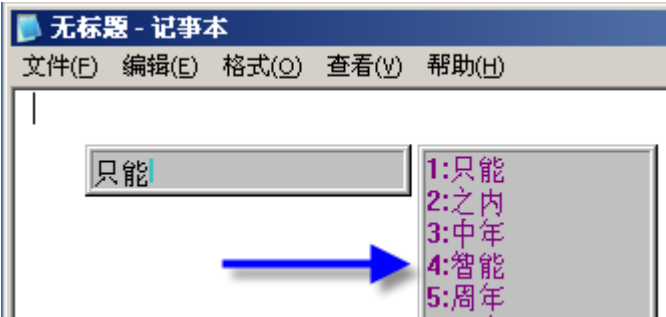 无标题 - 记事本
文件(F) 编辑(E) 格式(O) 查看(V) 帮助(H)
只能
1:只能
2:之内
3:中年
4:智能
5:周年